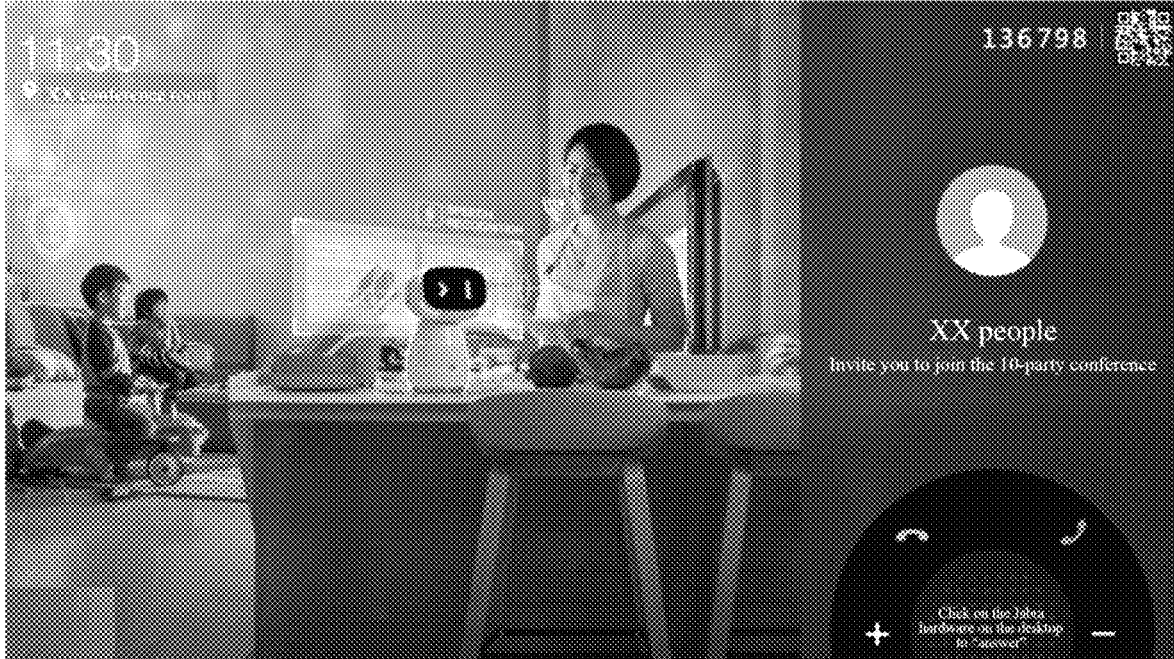 11:30
136798
XX people
Invite you to join the 10-party conference
Click on the Jabra
hardware on the desktop
to "answer"